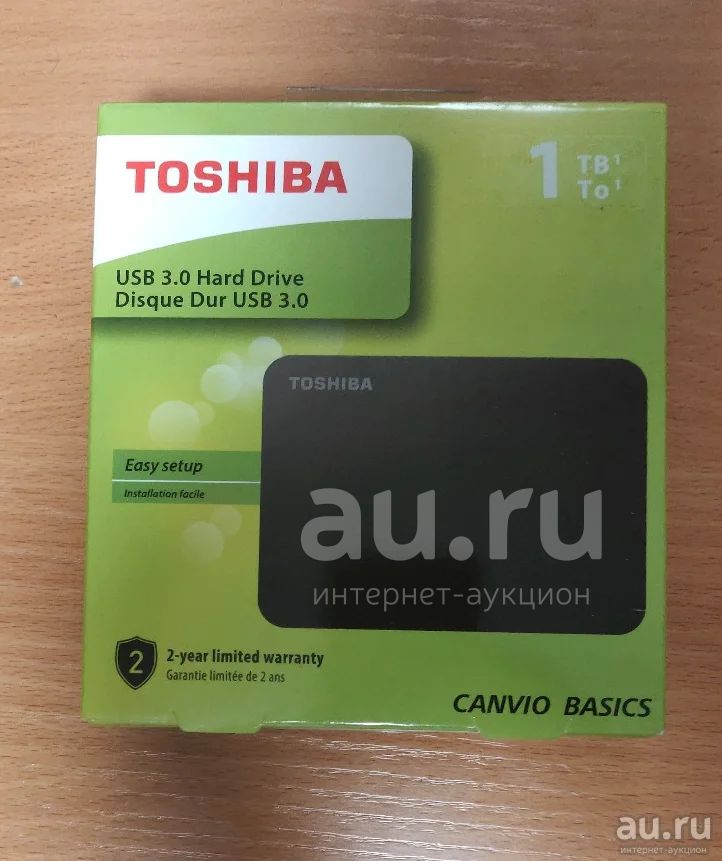 TOSHIBA
1 TB¹
To¹
USB 3.0 Hard Drive
Disque Dur USB 3.0
TOSHIBA
Easy setup
Installation facile
au.ru
интернет-аукцион
2
2-year limited warranty
Garantie limitée de 2 ans
CANVIO BASICS
au.ru
интернет-аукцион